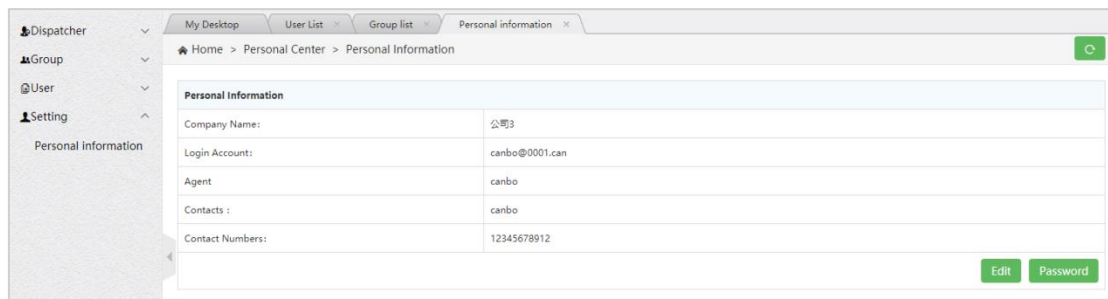 Dispatcher
Group
User
Setting
Personal information
My Desktop User List × Group list × Personal information ×
Home > Personal Center > Personal Information
Personal Information
Company Name: 公司3
Login Account: canbo@0001.can
Agent canbo
Contacts : canbo
Contact Numbers: 12345678912
Edit Password